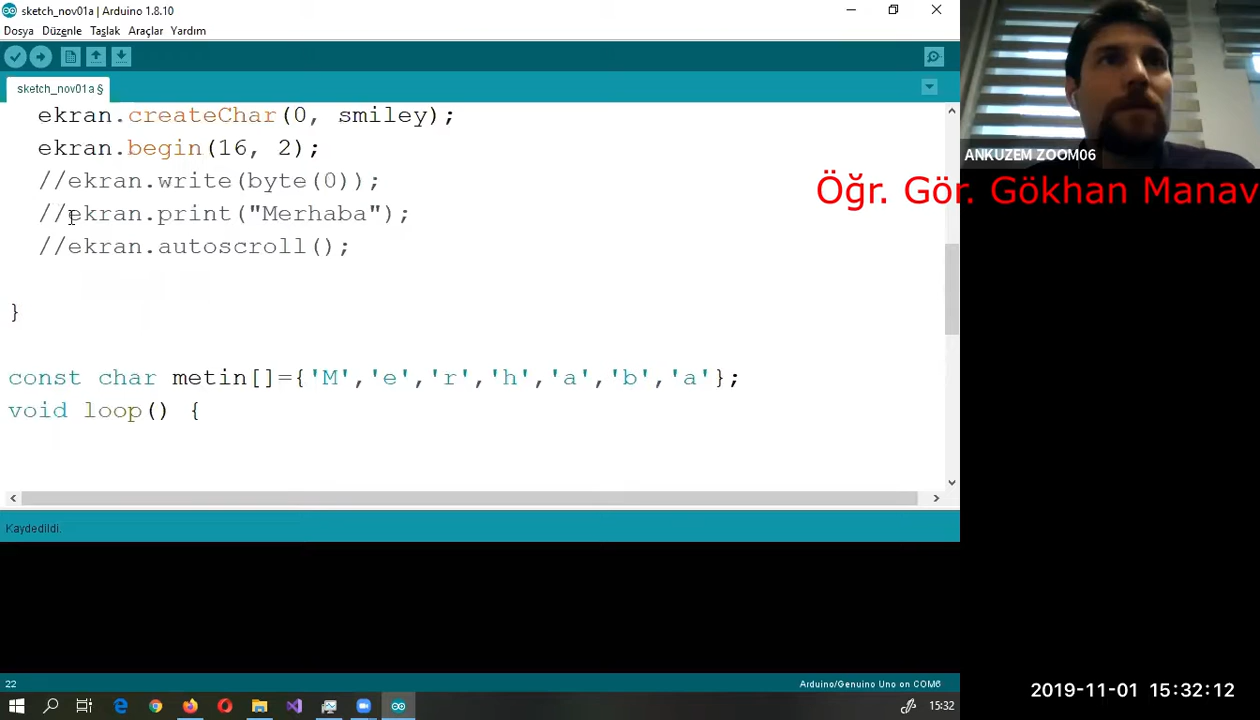 sketch_nov01a | Arduino 1.8.10
Dosya Düzenle Taslak Araçlar Yardım
sketch_nov01a §
ekran.createChar(0, smiley);
ekran.begin(16, 2);
//ekran.write(byte(0));
//ekran.print("Merhaba");
//ekran.autoscroll();
}
const char metin[]={'M','e','r','h','a','b','a'};
void loop() {
Kaydedildi.
22
Arduino/Genuino Uno on COM6
15:32
ANKUZEM ZOOM06
Öğr. Gör. Gökhan Manav
2019-11-01 15:32:12